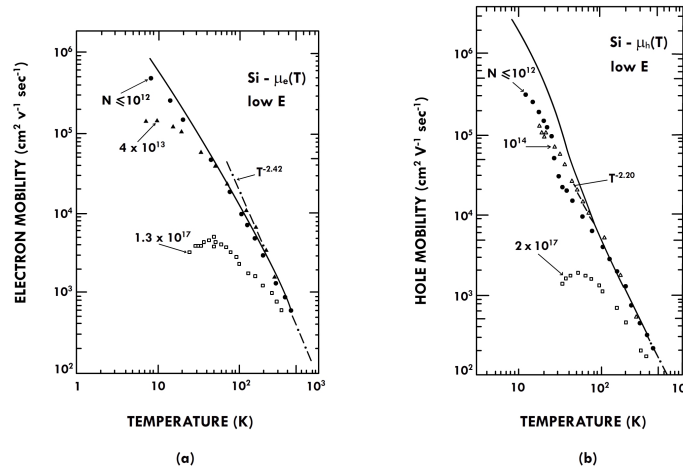 ELECTRON MOBILITY (cm² v⁻¹ sec⁻¹)
10⁶
10⁵
10⁴
10³
10²
Si - μₑ(T)
low E
N ⩽ 10¹²
4 x 10¹³
T⁻²·⁴²
1.3 x 10¹⁷
1
10
10²
10³
TEMPERATURE (K)
(a)
HOLE MOBILITY (cm² V⁻¹ sec⁻¹)
10⁶
10⁵
10⁴
10³
10²
Si - μₕ(T)
low E
N ⩽ 10¹²
10¹⁴
T⁻²·²⁰
2 x 10¹⁷
10
10²
10³
TEMPERATURE (K)
(b)